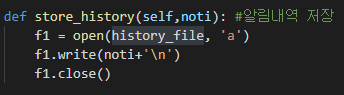 def store_history(self,noti): #알림내역 저장
    f1 = open(history_file, 'a')
    f1.write(noti+'\n')
    f1.close()